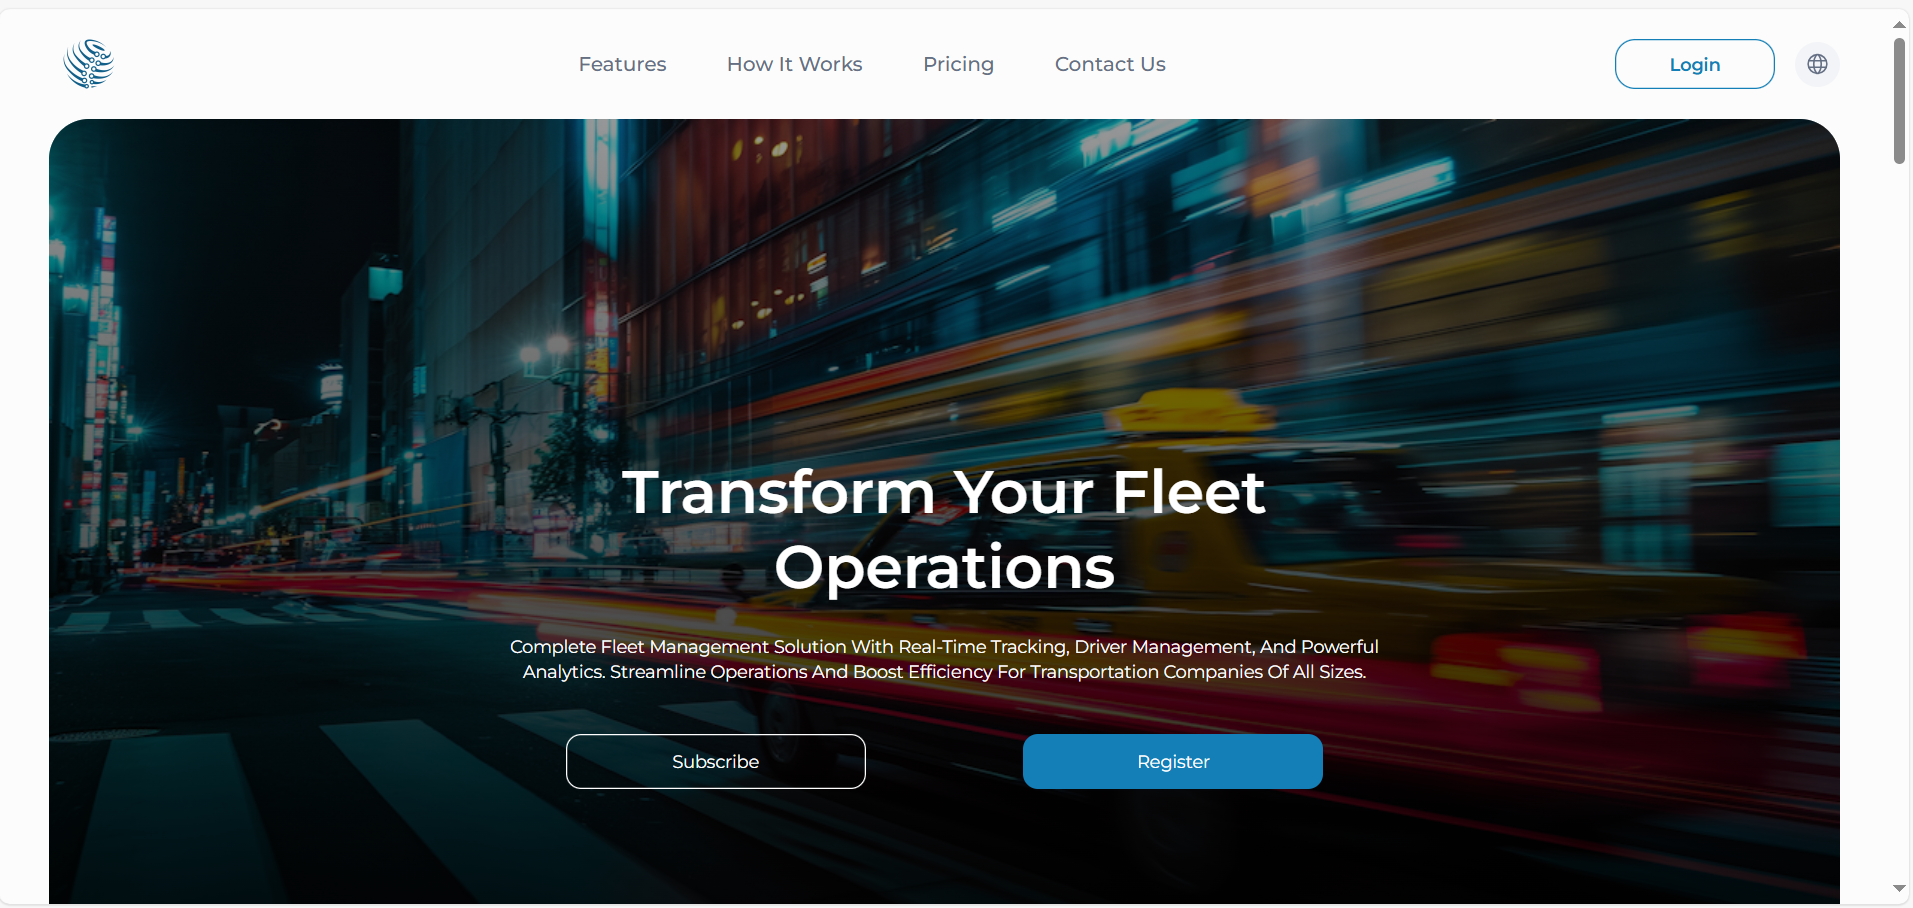 Features
How It Works
Pricing
Contact Us
Login
Transform Your Fleet
Operations
Complete Fleet Management Solution With Real-Time Tracking, Driver Management, And Powerful
Analytics. Streamline Operations And Boost Efficiency For Transportation Companies Of All Sizes.
Subscribe
Register